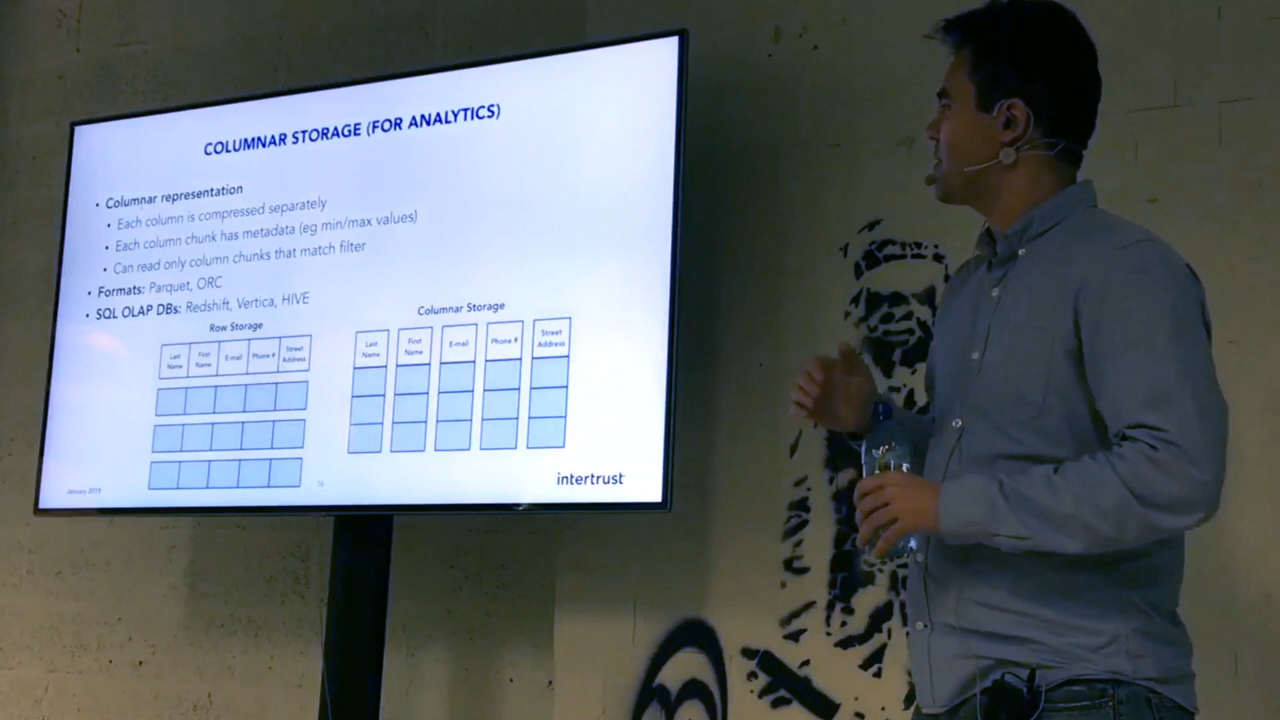 COLUMNAR STORAGE (FOR ANALYTICS)
• Columnar representation
• Each column is compressed separately
• Each column chunk has metadata (eg min/max values)
• Can read only column chunks that match filter
• Formats: Parquet, ORC
• SQL OLAP DBs: Redshift, Vertica, HIVE
Row Storage
Last Name First Name E-mail Phone # Street Address
Columnar Storage
Last Name First Name E-mail Phone # Street Address
January 2019
16
intertrust